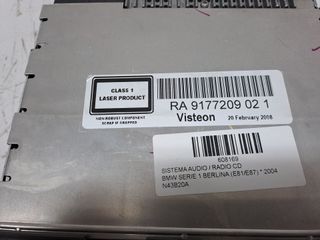 CLASS 1
LASER PRODUCT
NON ROBUST COMPONENT
SCRAP IF DROPPED
RA 9177209 02 1
Visteon 20 February 2008
608169
SISTEMA AUDIO / RADIO CD
BMW SERIE 1 BERLINA (E81/E87) * 2004
N43B20A